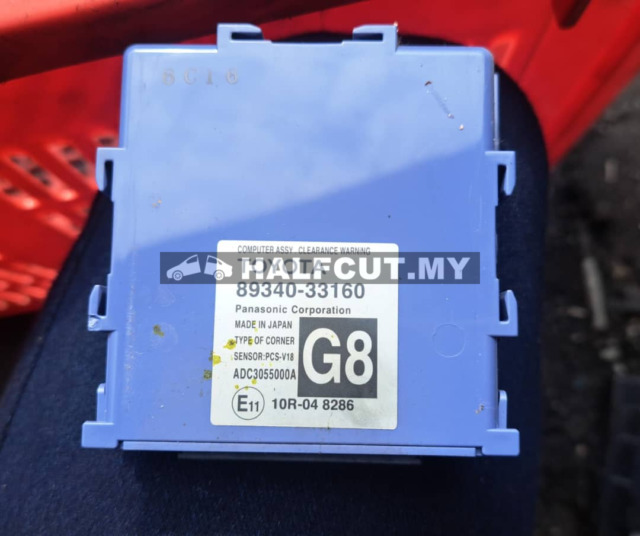 8C16
COMPUTER ASSY, CLEARANCE WARNING
TOYOTA
HALFCUT.MY
89340-33160
Panasonic Corporation
MADE IN JAPAN
TYPE OF CORNER
SENSOR:PCS-V18
ADC3055000A
G8
E11 10R-04 8286